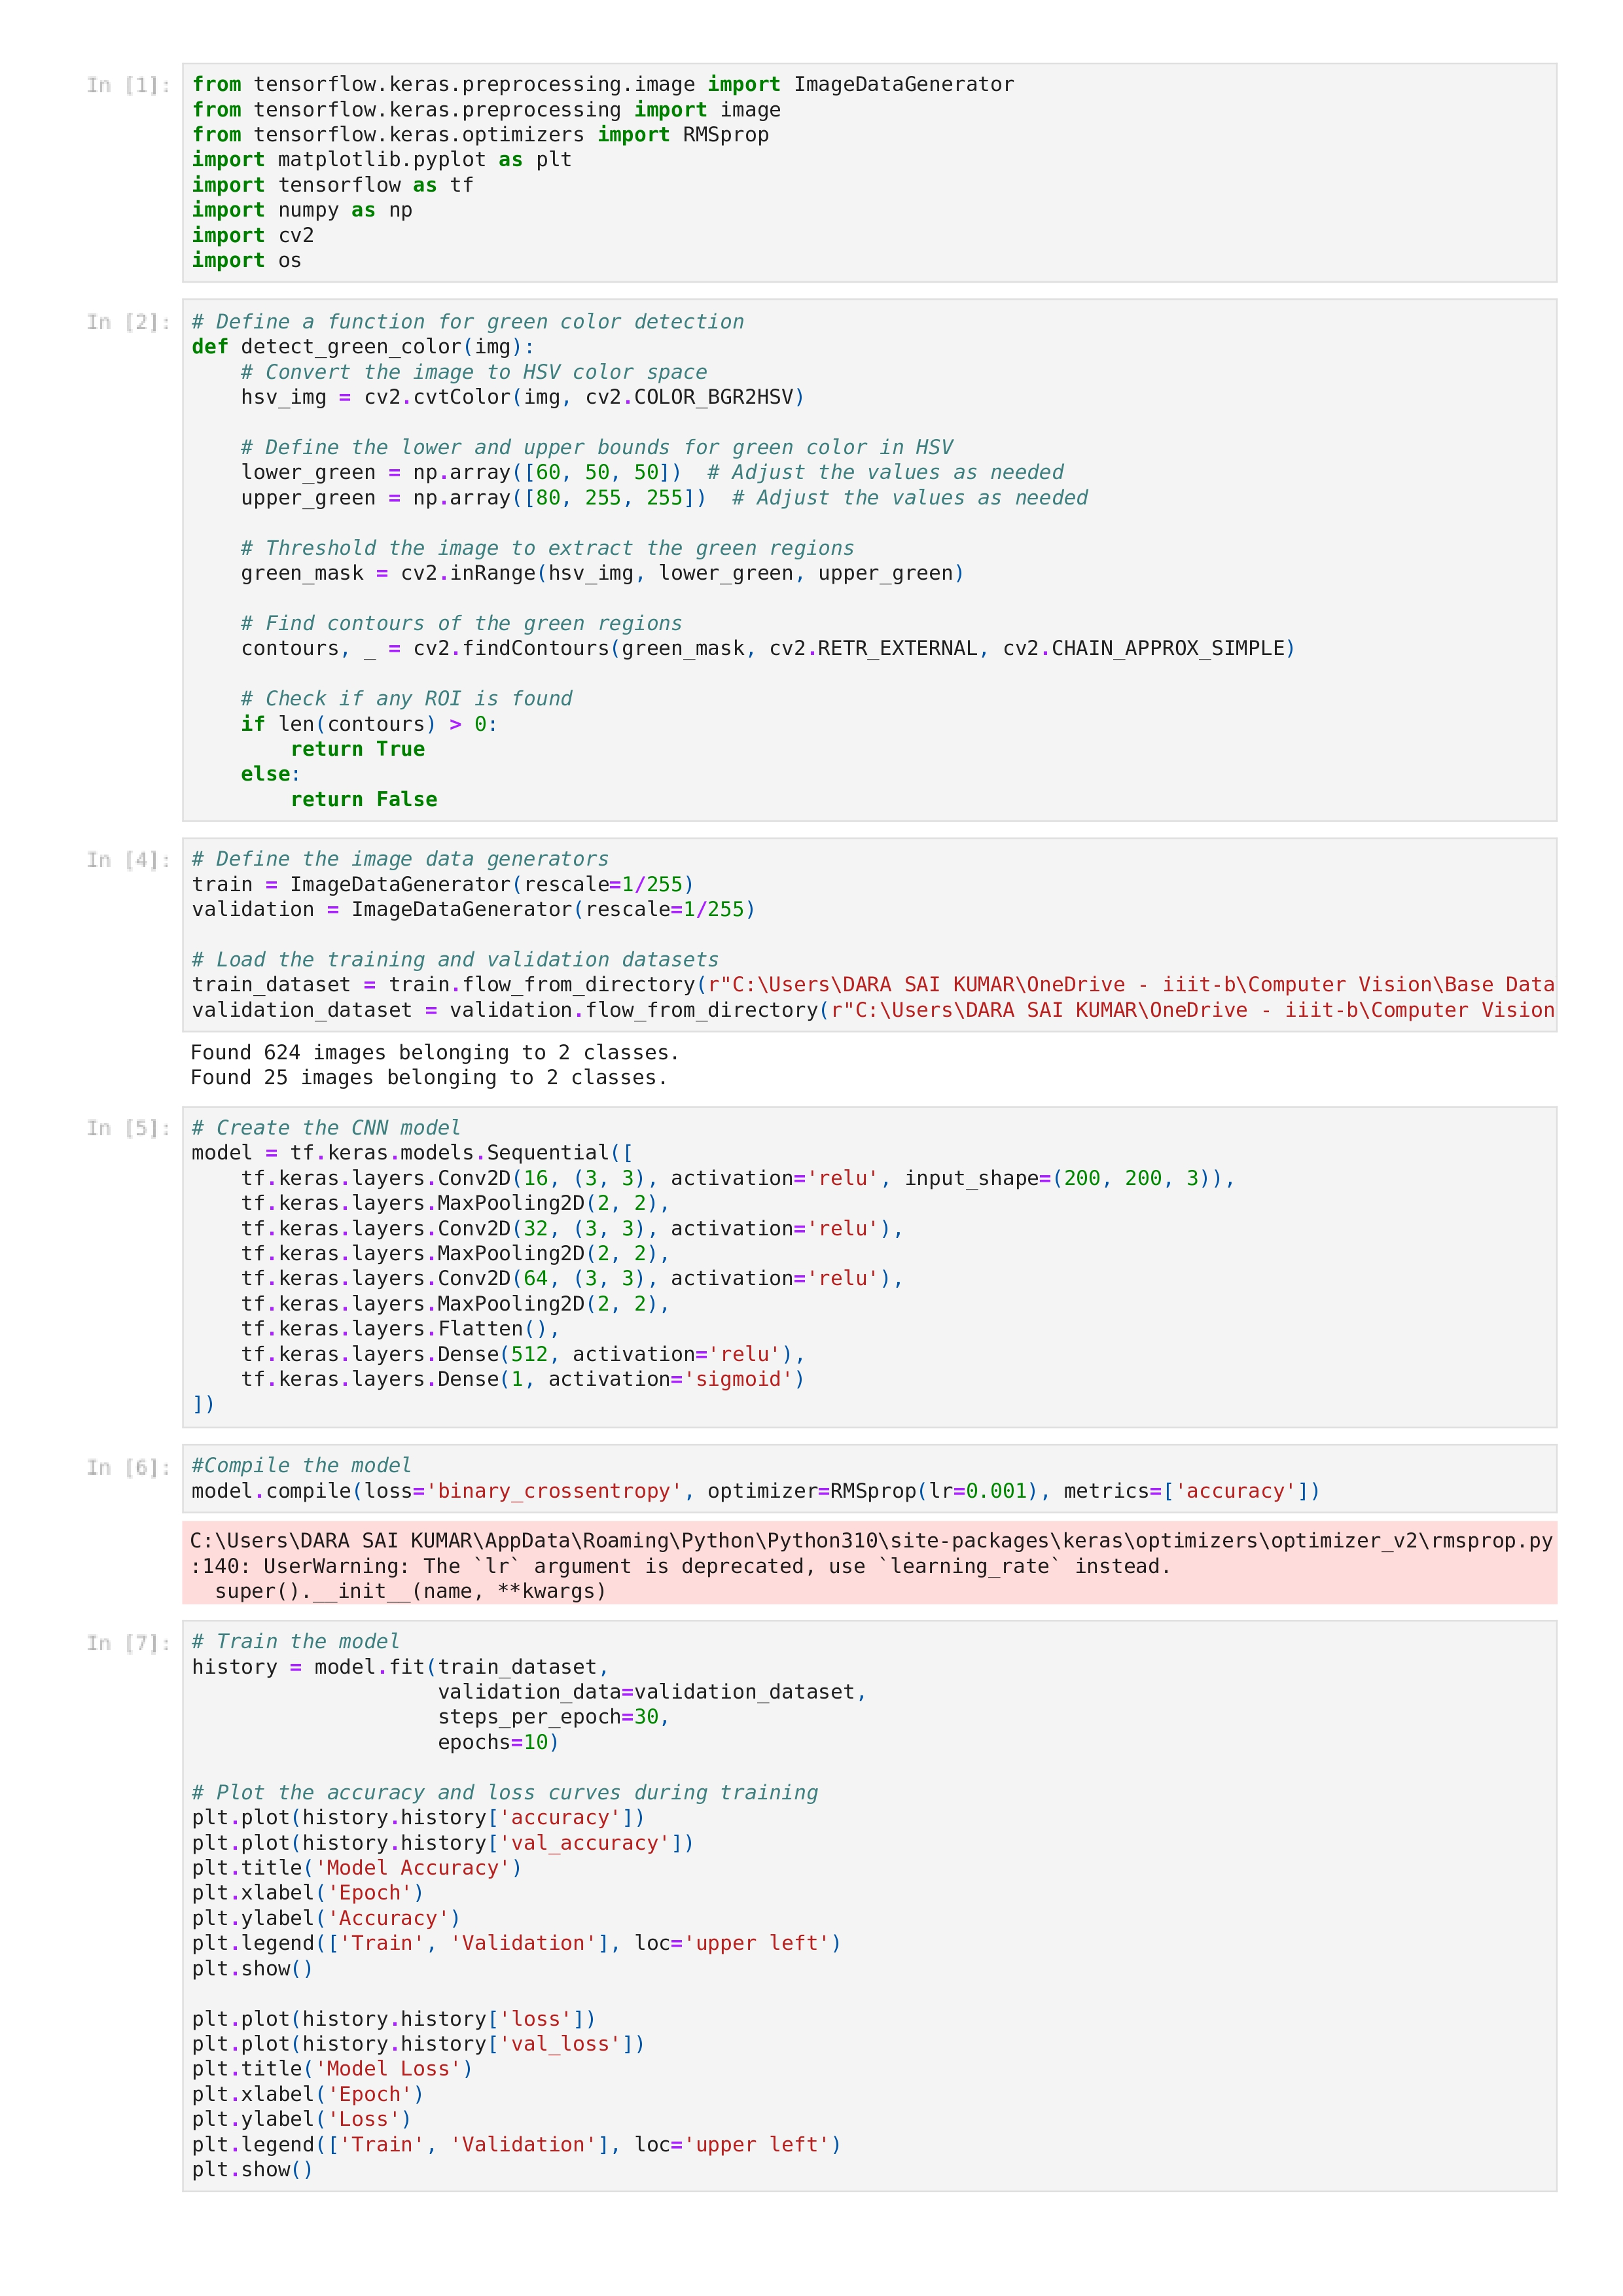 In [1]:
from tensorflow.keras.preprocessing.image import ImageDataGenerator
from tensorflow.keras.preprocessing import image
from tensorflow.keras.optimizers import RMSprop
import matplotlib.pyplot as plt
import tensorflow as tf
import numpy as np
import cv2
import os
In [2]:
# Define a function for green color detection
def detect_green_color(img):
    # Convert the image to HSV color space
    hsv_img = cv2.cvtColor(img, cv2.COLOR_BGR2HSV)

    # Define the lower and upper bounds for green color in HSV
    lower_green = np.array([60, 50, 50])  # Adjust the values as needed
    upper_green = np.array([80, 255, 255])  # Adjust the values as needed

    # Threshold the image to extract the green regions
    green_mask = cv2.inRange(hsv_img, lower_green, upper_green)

    # Find contours of the green regions
    contours, _ = cv2.findContours(green_mask, cv2.RETR_EXTERNAL, cv2.CHAIN_APPROX_SIMPLE)

    # Check if any ROI is found
    if len(contours) > 0:
        return True
    else:
        return False
In [4]:
# Define the image data generators
train = ImageDataGenerator(rescale=1/255)
validation = ImageDataGenerator(rescale=1/255)

# Load the training and validation datasets
train_dataset = train.flow_from_directory(r"C:\Users\DARA SAI KUMAR\OneDrive - iiit-b\Computer Vision\Base Data
validation_dataset = validation.flow_from_directory(r"C:\Users\DARA SAI KUMAR\OneDrive - iiit-b\Computer Vision
Found 624 images belonging to 2 classes.
Found 25 images belonging to 2 classes.
In [5]:
# Create the CNN model
model = tf.keras.models.Sequential([
    tf.keras.layers.Conv2D(16, (3, 3), activation='relu', input_shape=(200, 200, 3)),
    tf.keras.layers.MaxPooling2D(2, 2),
    tf.keras.layers.Conv2D(32, (3, 3), activation='relu'),
    tf.keras.layers.MaxPooling2D(2, 2),
    tf.keras.layers.Conv2D(64, (3, 3), activation='relu'),
    tf.keras.layers.MaxPooling2D(2, 2),
    tf.keras.layers.Flatten(),
    tf.keras.layers.Dense(512, activation='relu'),
    tf.keras.layers.Dense(1, activation='sigmoid')
])
In [6]:
#Compile the model
model.compile(loss='binary_crossentropy', optimizer=RMSprop(lr=0.001), metrics=['accuracy'])
C:\Users\DARA SAI KUMAR\AppData\Roaming\Python\Python310\site-packages\keras\optimizers\optimizer_v2\rmsprop.py
:140: UserWarning: The `lr` argument is deprecated, use `learning_rate` instead.
  super().__init__(name, **kwargs)
In [7]:
# Train the model
history = model.fit(train_dataset,
                    validation_data=validation_dataset,
                    steps_per_epoch=30,
                    epochs=10)

# Plot the accuracy and loss curves during training
plt.plot(history.history['accuracy'])
plt.plot(history.history['val_accuracy'])
plt.title('Model Accuracy')
plt.xlabel('Epoch')
plt.ylabel('Accuracy')
plt.legend(['Train', 'Validation'], loc='upper left')
plt.show()

plt.plot(history.history['loss'])
plt.plot(history.history['val_loss'])
plt.title('Model Loss')
plt.xlabel('Epoch')
plt.ylabel('Loss')
plt.legend(['Train', 'Validation'], loc='upper left')
plt.show()